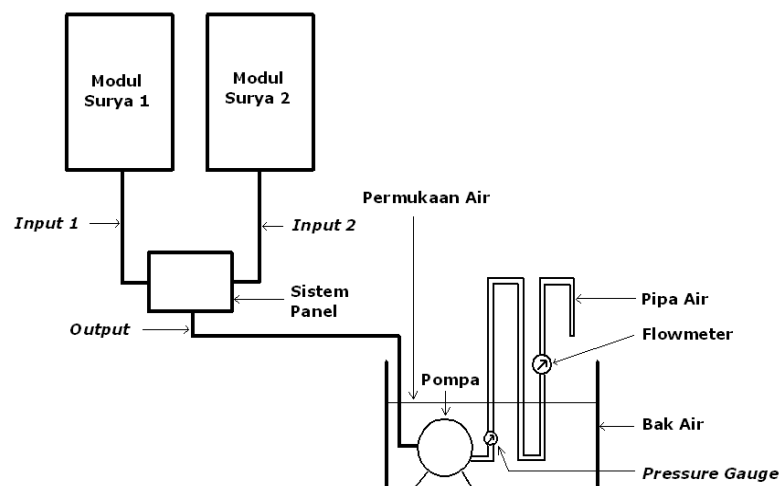 Modul
Surya 1
Modul
Surya 2
Input 1
Input 2
Permukaan Air
Sistem
Panel
Output
Pipa Air
Flowmeter
Pompa
Bak Air
Pressure Gauge